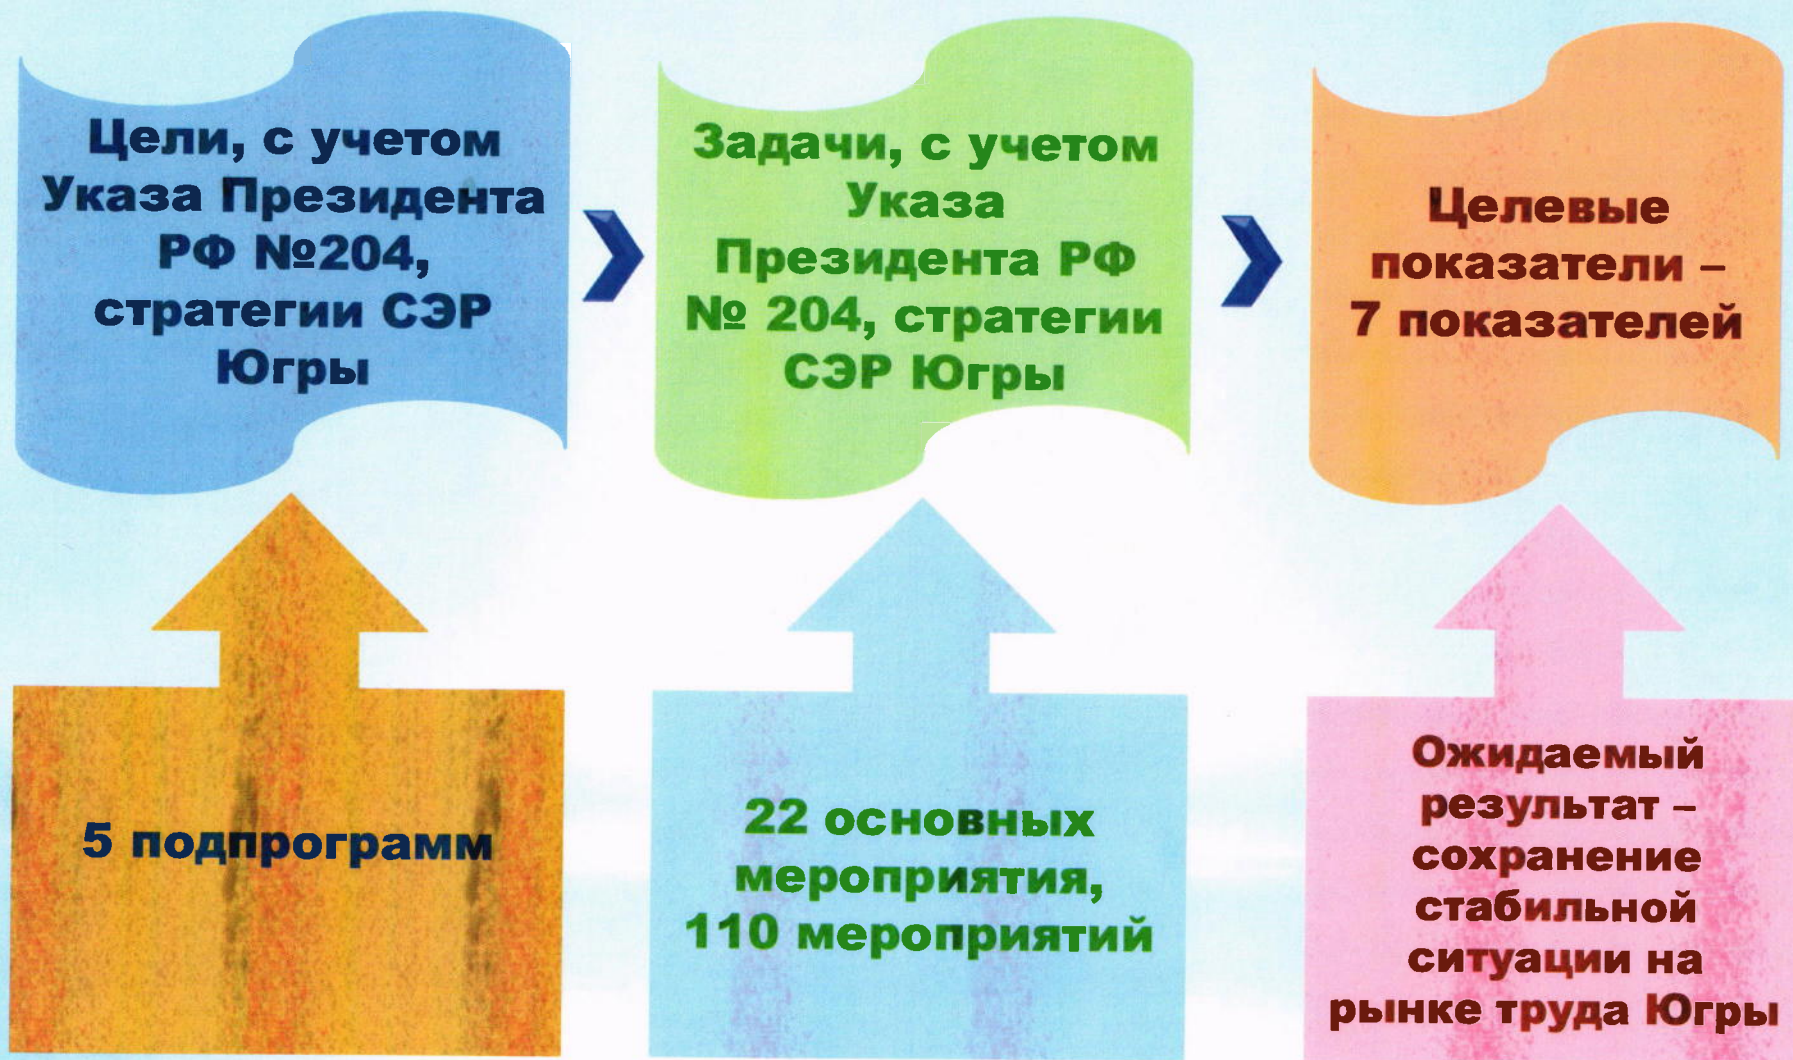 Цели, с учетом
Указа Президента
РФ №204,
стратегии СЭР
Югры
Задачи, с учетом
Указа
Президента РФ
№ 204, стратегии
СЭР Югры
Целевые
показатели –
7 показателей
5 подпрограмм
22 основных
мероприятия,
110 мероприятий
Ожидаемый
результат –
сохранение
стабильной
ситуации на
рынке труда Югры